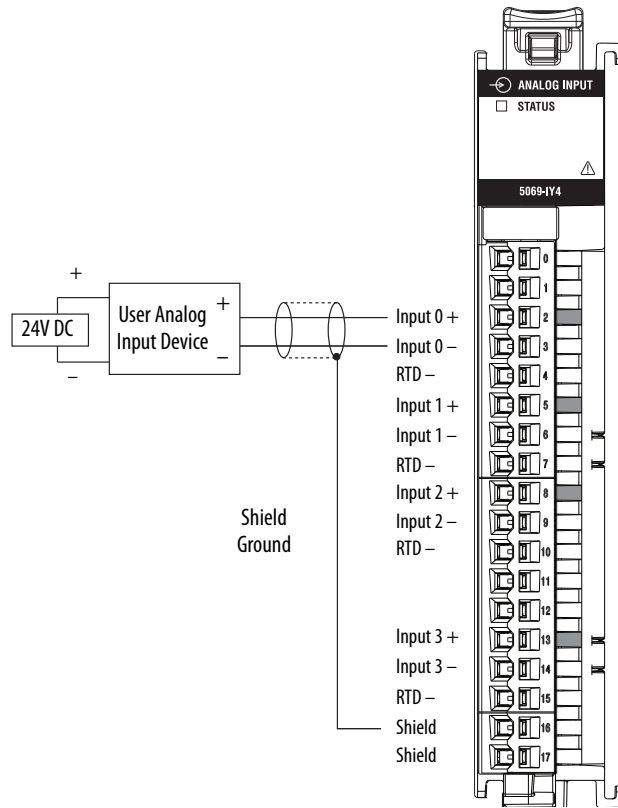 ANALOG INPUT
STATUS
5069-IY4
0
1
2
3
4
5
6
7
8
9
10
11
12
13
14
15
16
17
+
24V DC
–
User Analog
Input Device
+
–
Input 0 +
Input 0 –
RTD –
Input 1 +
Input 1 –
RTD –
Input 2 +
Input 2 –
RTD –
Input 3 +
Input 3 –
RTD –
Shield
Shield
Shield
Ground